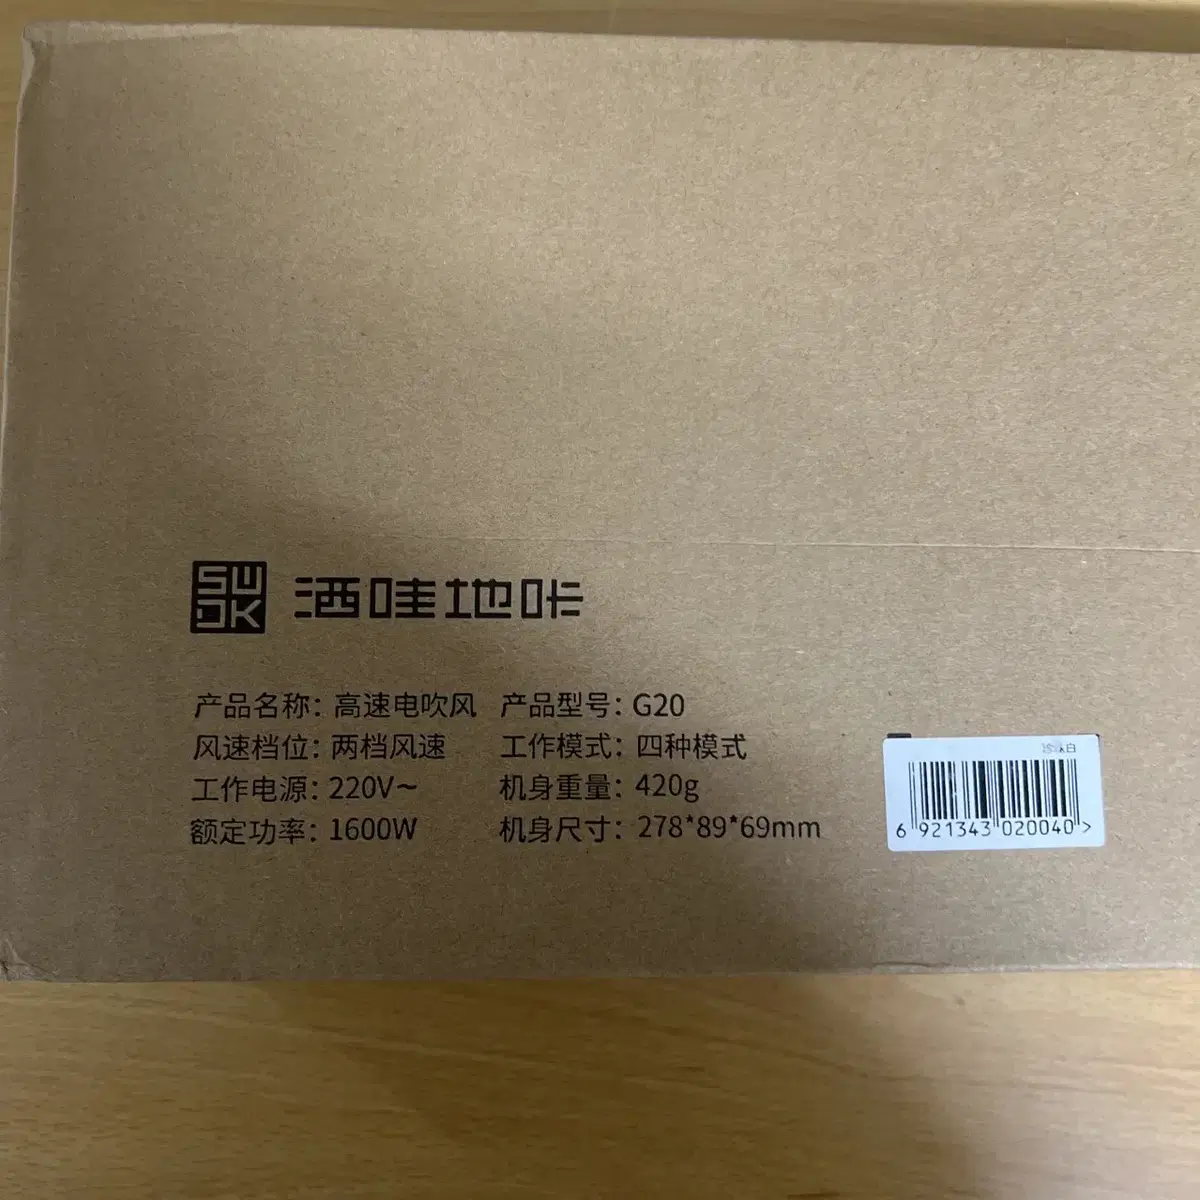 洒哇地咔
产品名称：高速电吹风 产品型号：G20
风速档位：两档风速 工作模式：四种模式
工作电源：220V～ 机身重量：420g
额定功率：1600W 机身尺寸：278*89*69mm
6 921343 020040 >